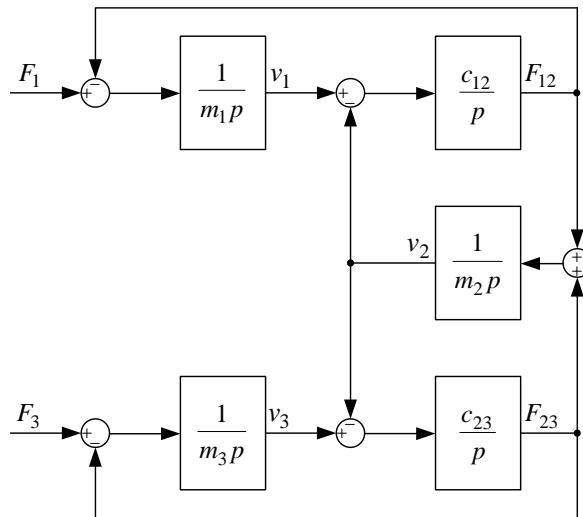 F₁ + − 1/(m₁p) v₁ + − c₁₂/p F₁₂
v₂ 1/(m₂p) + +
F₃ + − 1/(m₃p) v₃ + − c₂₃/p F₂₃